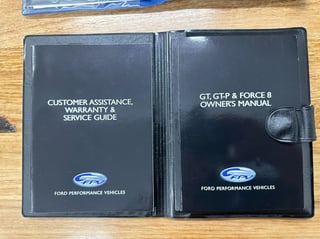 CUSTOMER ASSISTANCE,
WARRANTY &
SERVICE GUIDE
FPV
FORD PERFORMANCE VEHICLES
GT, GT-P & FORCE 8
OWNER'S MANUAL
FPV
FORD PERFORMANCE VEHICLES